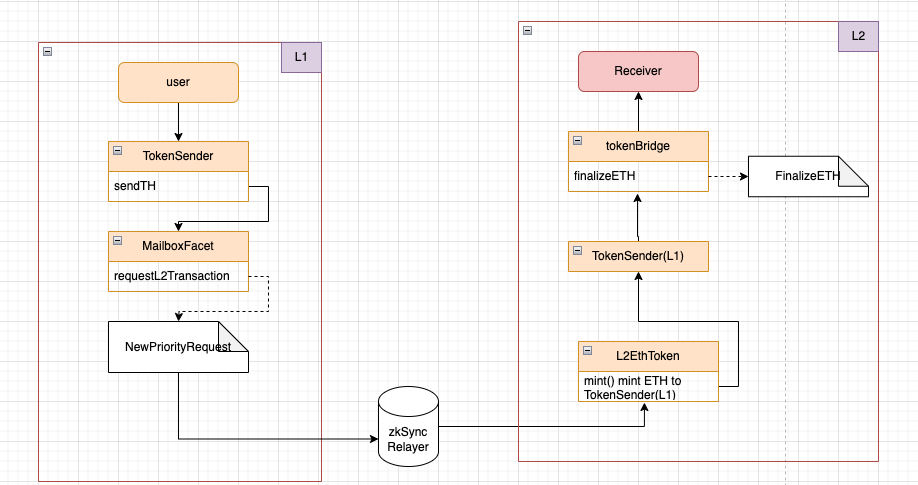 L1
user
TokenSender
sendTH
MailboxFacet
requestL2Transaction
NewPriorityRequest
zkSync
Relayer
L2
Receiver
tokenBridge
finalizeETH
FinalizeETH
TokenSender(L1)
L2EthToken
mint() mint ETH to
TokenSender(L1)